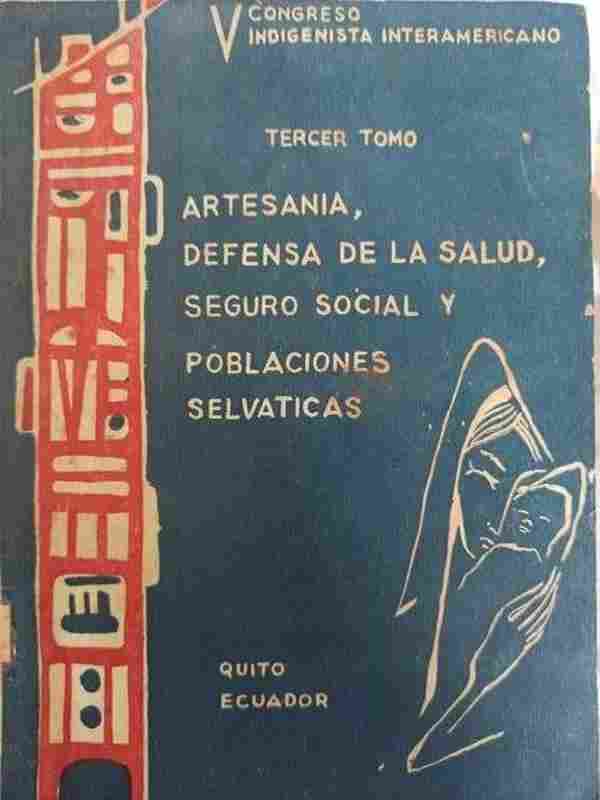 V CONGRESO
INDIGENISTA INTERAMERICANO
TERCER TOMO
ARTESANIA,
DEFENSA DE LA SALUD,
SEGURO SOCIAL Y
POBLACIONES
SELVATICAS
QUITO
ECUADOR